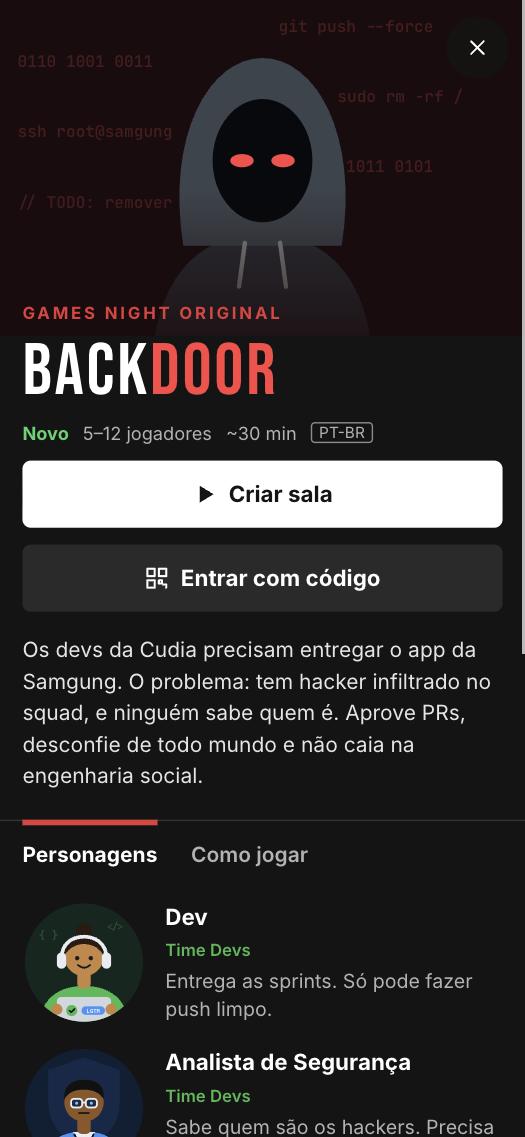 git push --force
0110 1001 0011
sudo rm -rf /
ssh root@samgung
1011 0101
// TODO: remover
GAMES NIGHT ORIGINAL
BACKDOOR
Novo 5–12 jogadores ~30 min PT-BR
Criar sala
Entrar com código
Os devs da Cudia precisam entregar o app da
Samgung. O problema: tem hacker infiltrado no
squad, e ninguém sabe quem é. Aprove PRs,
desconfie de todo mundo e não caia na
engenharia social.
Personagens Como jogar
{ } </>
LGTM
Dev
Time Devs
Entrega as sprints. Só pode fazer
push limpo.
Analista de Segurança
Time Devs
Sabe quem são os hackers. Precisa